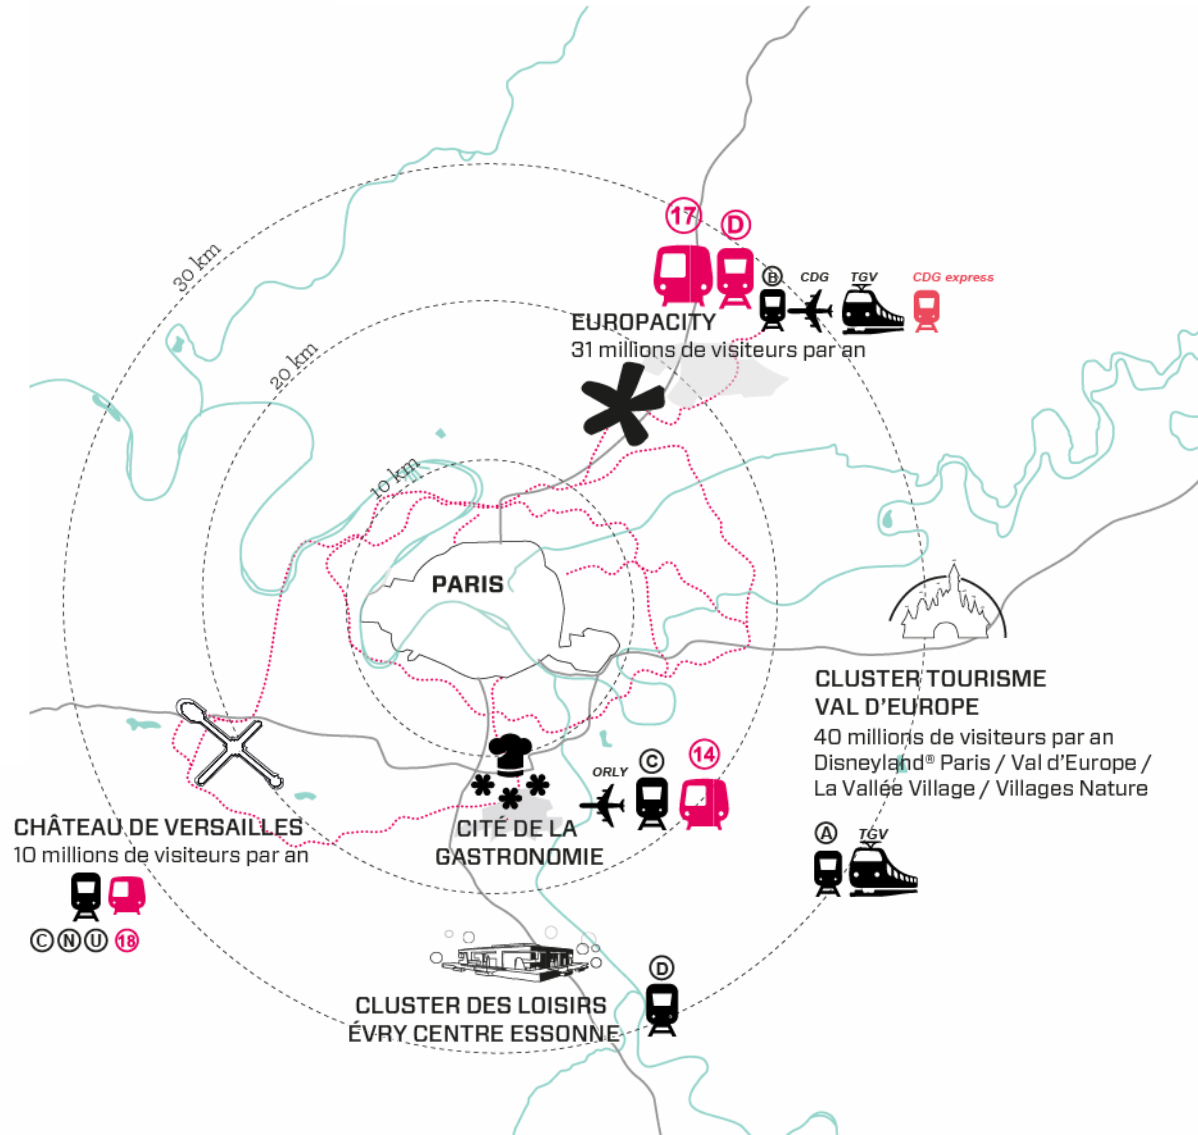 30 km
20 km
10 km
17
D
B
CDG
TGV
CDG express
EUROPACITY
31 millions de visiteurs par an
PARIS
CLUSTER TOURISME
VAL D'EUROPE
40 millions de visiteurs par an
Disneyland® Paris / Val d'Europe /
La Vallée Village / Villages Nature
A
TGV
ORLY
C
14
CITÉ DE LA
GASTRONOMIE
CHÂTEAU DE VERSAILLES
10 millions de visiteurs par an
C N U 18
D
CLUSTER DES LOISIRS
ÉVRY CENTRE ESSONNE